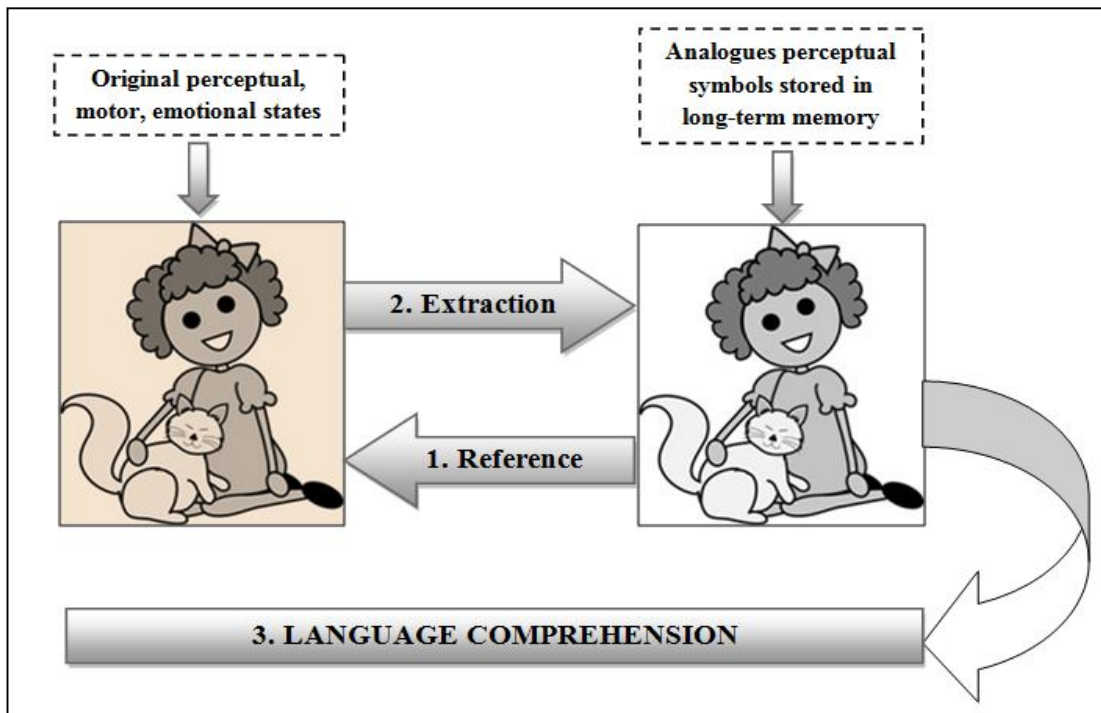 Original perceptual,
motor, emotional states
Analogues perceptual
symbols stored in
long-term memory
2. Extraction
1. Reference
3. LANGUAGE COMPREHENSION